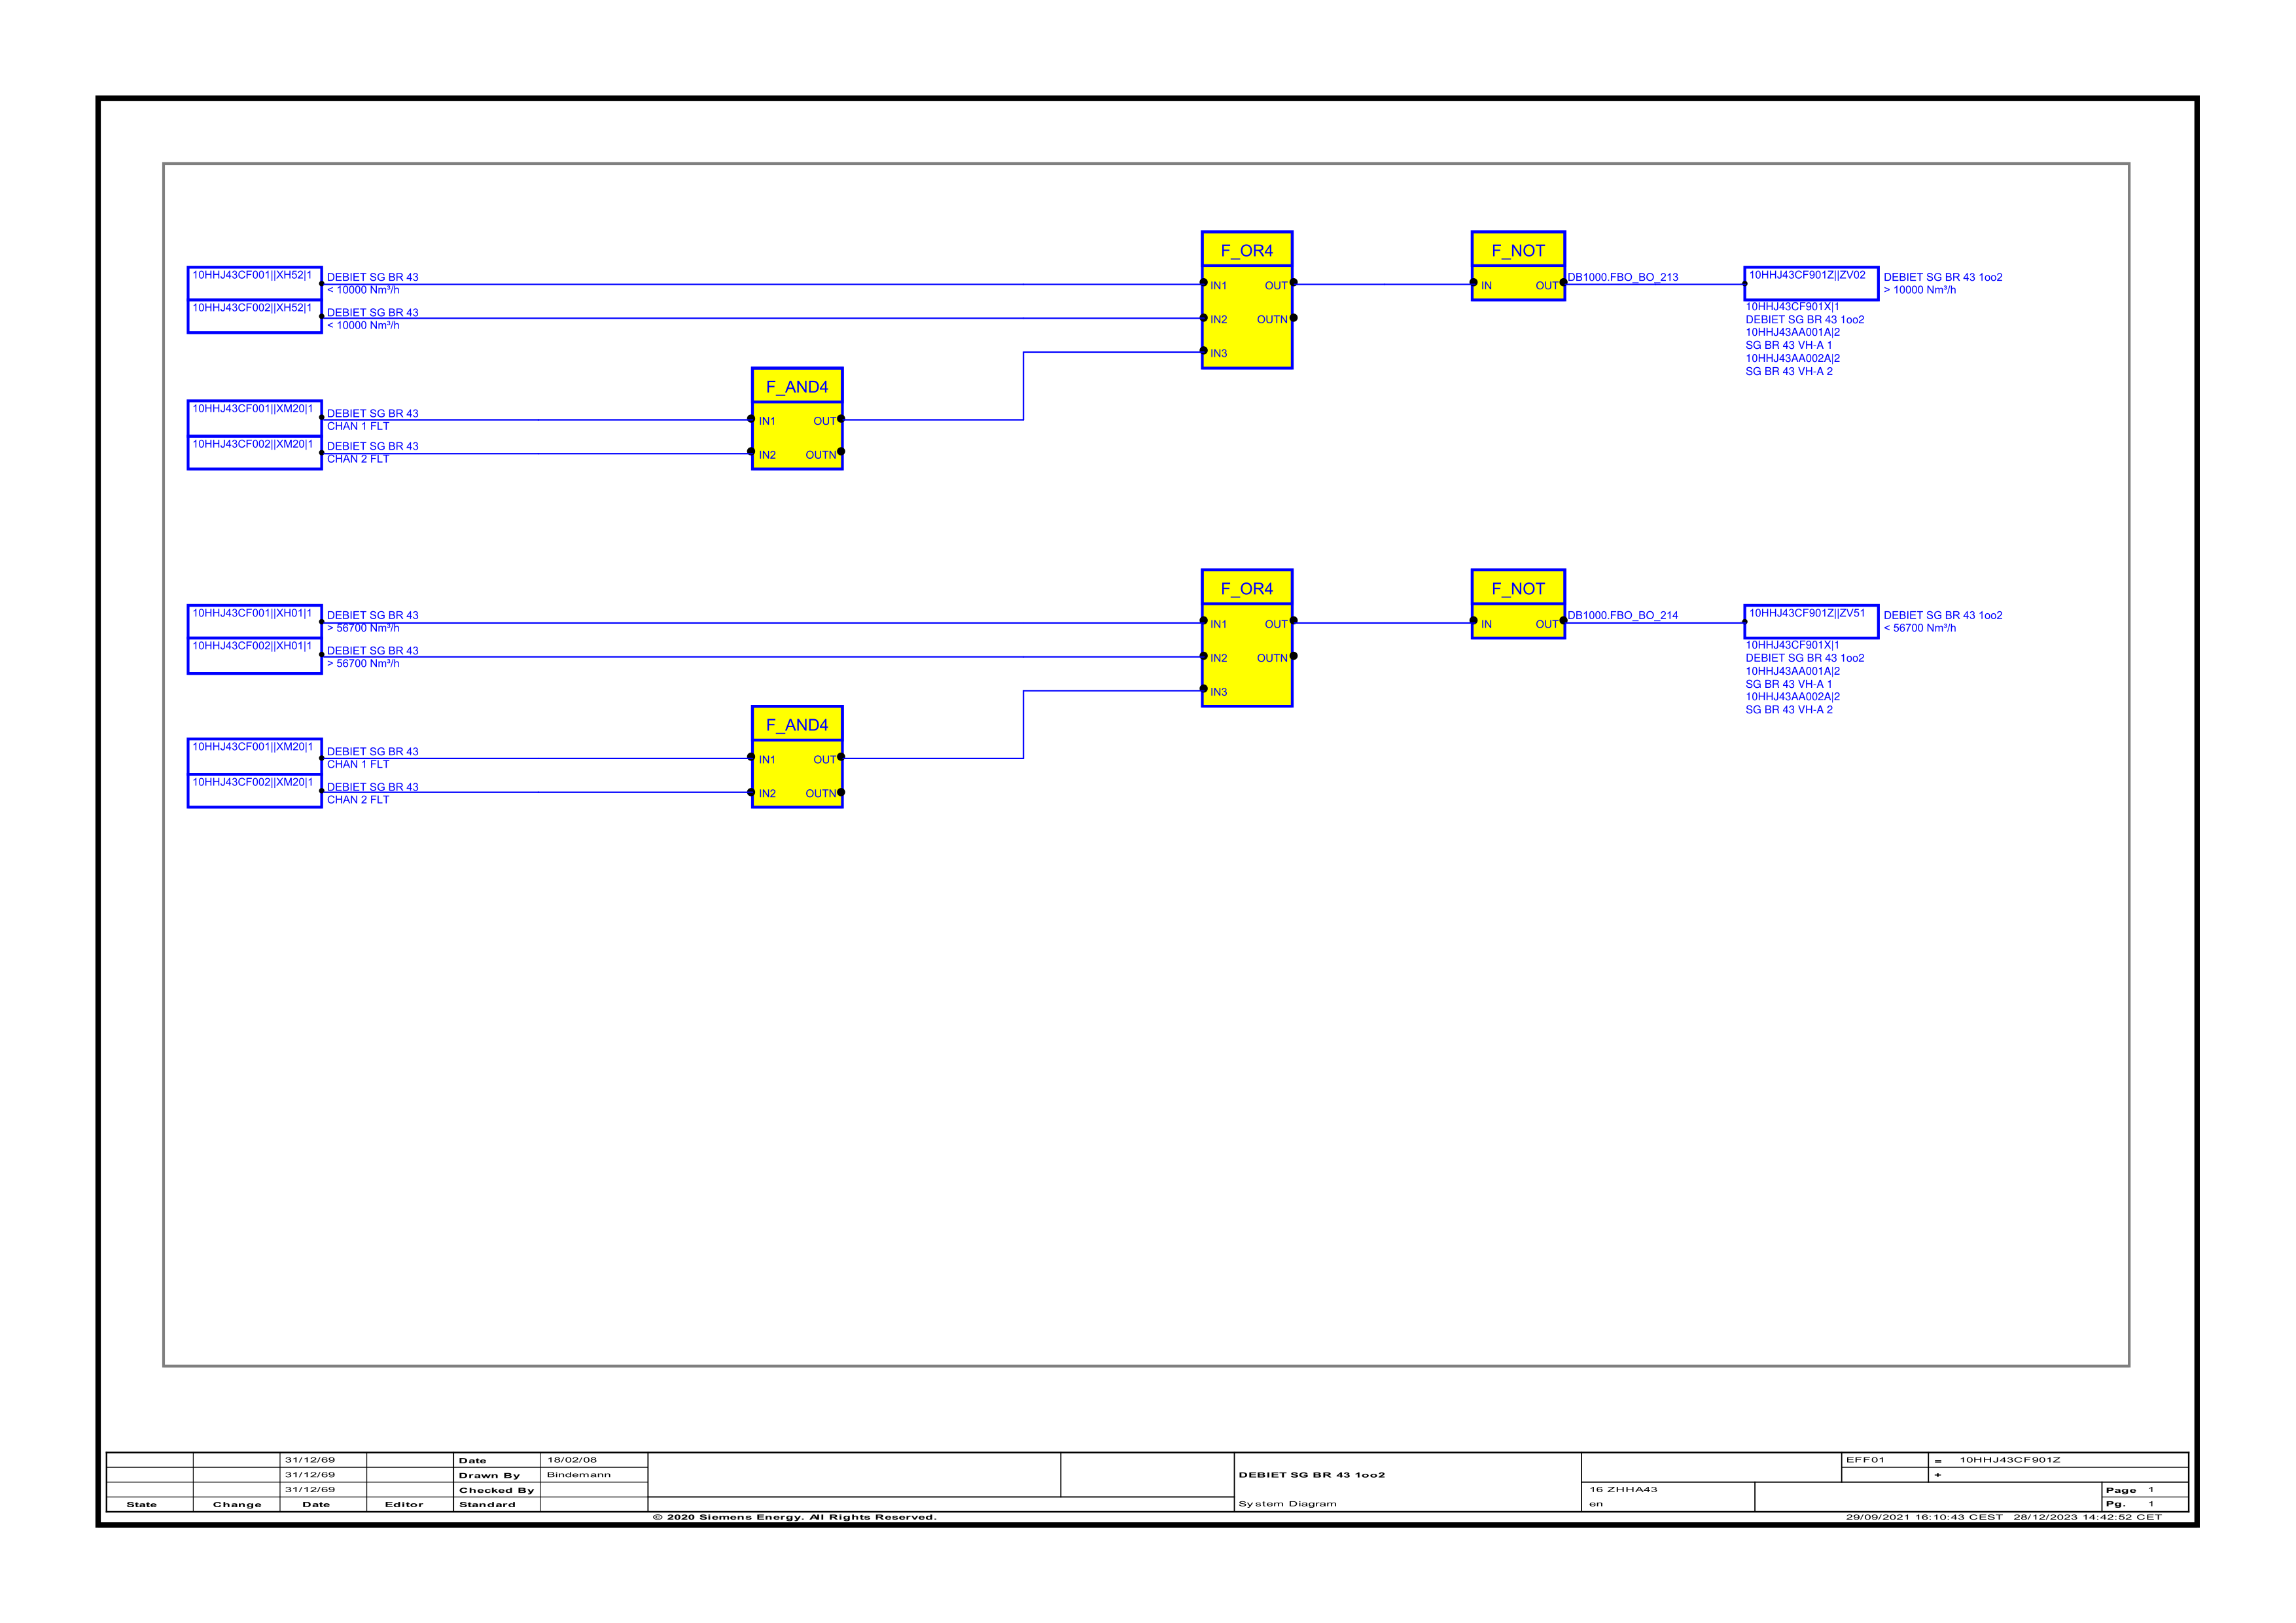 F_OR4
F_NOT
10HHJ43CF001||XH52|1
DEBIET SG BR 43
< 10000 Nm³/h
IN1
OUT
IN
OUT
DB1000.FBO_BO_213
10HHJ43CF901Z||ZV02
DEBIET SG BR 43 1oo2
> 10000 Nm³/h
10HHJ43CF002||XH52|1
DEBIET SG BR 43
< 10000 Nm³/h
IN2
OUTN
IN3
10HHJ43CF901X|1
DEBIET SG BR 43 1oo2
10HHJ43AA001A|2
SG BR 43 VH-A 1
10HHJ43AA002A|2
SG BR 43 VH-A 2
F_AND4
10HHJ43CF001||XM20|1
DEBIET SG BR 43
CHAN 1 FLT
IN1
OUT
10HHJ43CF002||XM20|1
DEBIET SG BR 43
CHAN 2 FLT
IN2
OUTN
F_OR4
F_NOT
10HHJ43CF001||XH01|1
DEBIET SG BR 43
> 56700 Nm³/h
IN1
OUT
IN
OUT
DB1000.FBO_BO_214
10HHJ43CF901Z||ZV51
DEBIET SG BR 43 1oo2
< 56700 Nm³/h
10HHJ43CF002||XH01|1
DEBIET SG BR 43
> 56700 Nm³/h
IN2
OUTN
IN3
10HHJ43CF901X|1
DEBIET SG BR 43 1oo2
10HHJ43AA001A|2
SG BR 43 VH-A 1
10HHJ43AA002A|2
SG BR 43 VH-A 2
F_AND4
10HHJ43CF001||XM20|1
DEBIET SG BR 43
CHAN 1 FLT
IN1
OUT
10HHJ43CF002||XM20|1
DEBIET SG BR 43
CHAN 2 FLT
IN2
OUTN
31/12/69 Date 18/02/08 EFF01 = 10HHJ43CF901Z
31/12/69 Drawn By Bindemann DEBIET SG BR 43 1oo2 +
31/12/69 Checked By 16 ZHHA43 Page 1
State Change Date Editor Standard System Diagram en Pg. 1
© 2020 Siemens Energy. All Rights Reserved. 29/09/2021 16:10:43 CEST 28/12/2023 14:42:52 CET